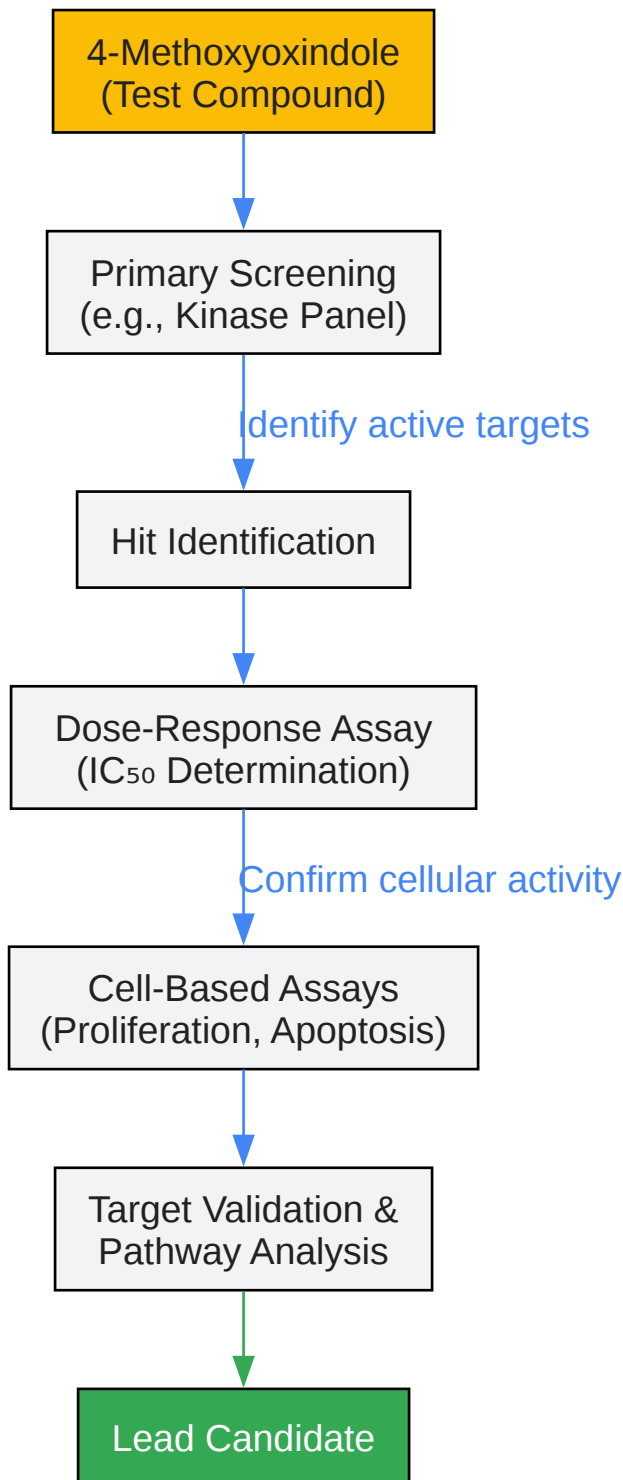 4-Methoxyoxindole
(Test Compound)
Primary Screening
(e.g., Kinase Panel)
Identify active targets
Hit Identification
Dose-Response Assay
(IC₅₀ Determination)
Confirm cellular activity
Cell-Based Assays
(Proliferation, Apoptosis)
Target Validation &
Pathway Analysis
Lead Candidate